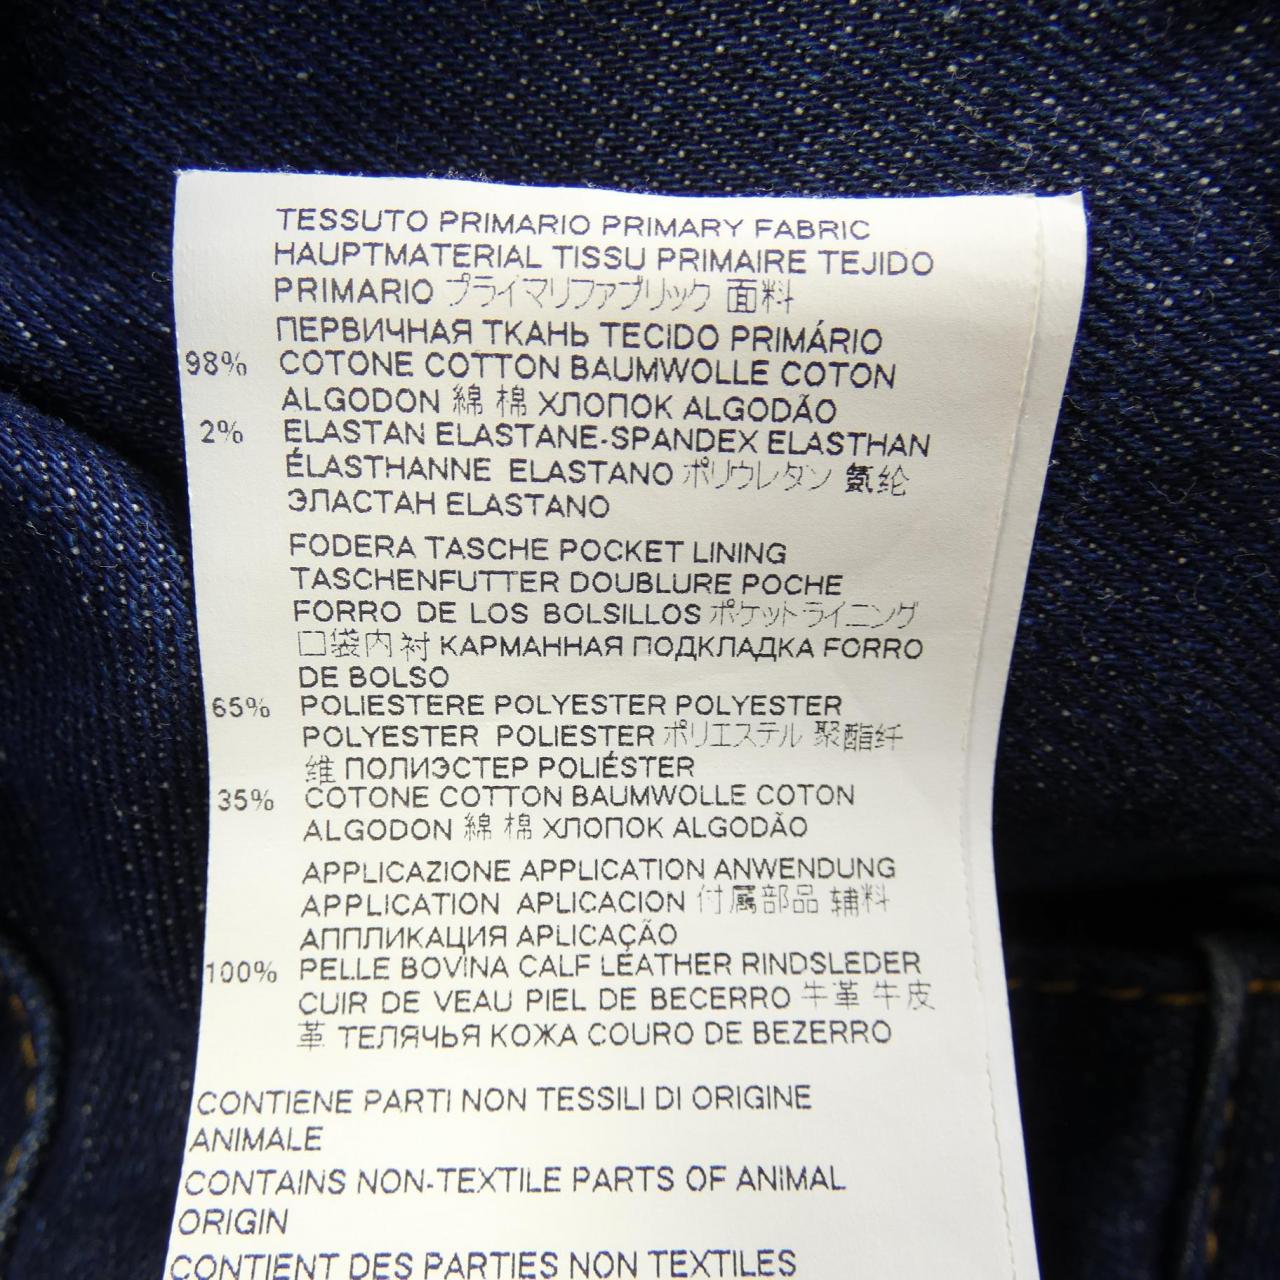 TESSUTO PRIMARIO PRIMARY FABRIC
HAUPTMATERIAL TISSU PRIMAIRE TEJIDO
PRIMARIO プライマリファブリック 面料
ПЕРВИЧНАЯ ТКАНЬ TECIDO PRIMÁRIO
98% COTONE COTTON BAUMWOLLE COTON
ALGODON 綿 棉 ХЛОПОК ALGODÃO
2% ELASTAN ELASTANE-SPANDEX ELASTHAN
ÉLASTHANNE ELASTANO ポリウレタン 氨纶
ЭЛАСТАН ELASTANO
FODERA TASCHE POCKET LINING
TASCHENFUTTER DOUBLURE POCHE
FORRO DE LOS BOLSILLOS ポケットライニング
口袋内衬 КАРМАННАЯ ПОДКЛАДКА FORRO
DE BOLSO
65% POLIESTERE POLYESTER POLYESTER
POLYESTER POLIESTER ポリエステル 聚酯纤
维 ПОЛИЭСТЕР POLIÉSTER
35% COTONE COTTON BAUMWOLLE COTON
ALGODON 綿 棉 ХЛОПОК ALGODÃO
APPLICAZIONE APPLICATION ANWENDUNG
APPLICATION APLICACION 付属部品 辅料
АППЛИКАЦИЯ APLICAÇÃO
100% PELLE BOVINA CALF LEATHER RINDSLEDER
CUIR DE VEAU PIEL DE BECERRO 牛革 牛皮
革 ТЕЛЯЧЬЯ КОЖА COURO DE BEZERRO
CONTIENE PARTI NON TESSILI DI ORIGINE
ANIMALE
CONTAINS NON-TEXTILE PARTS OF ANIMAL
ORIGIN
CONTIENT DES PARTIES NON TEXTILES